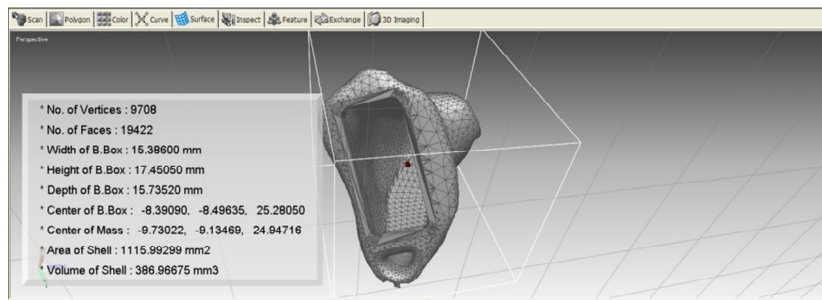 Scan Polygon Color Curve Surface Inspect Feature Exchange 3D Imaging
Perspective
* No. of Vertices : 9708
* No. of Faces : 19422
* Width of B.Box : 15.39600 mm
* Height of B.Box : 17.45050 mm
* Depth of B.Box : 15.73520 mm
* Center of B.Box : -8.39090, -8.49635, 25.28050
* Center of Mass : -9.73022, -9.13469, 24.94716
* Area of Shell : 1115.99299 mm2
* Volume of Shell : 386.96675 mm3